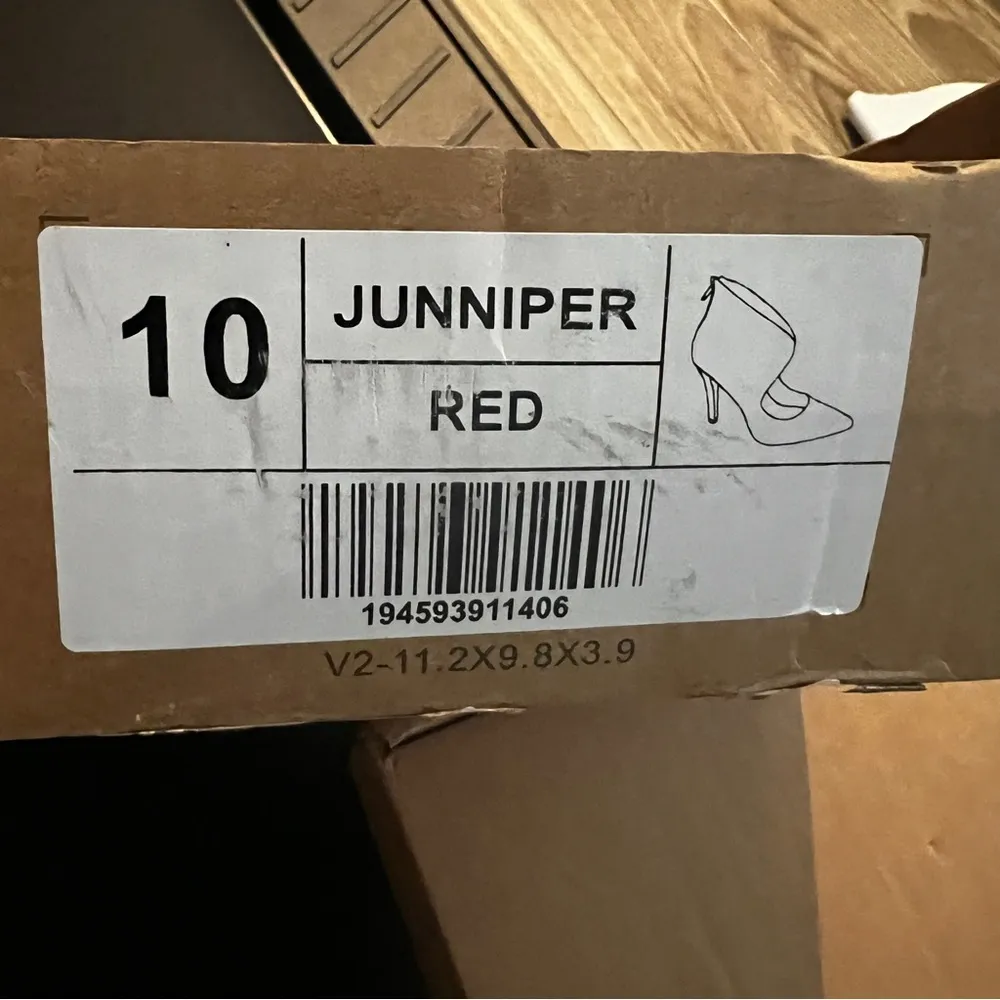 10
JUNNIPER
RED
194593911406
V2-11.2X9.8X3.9